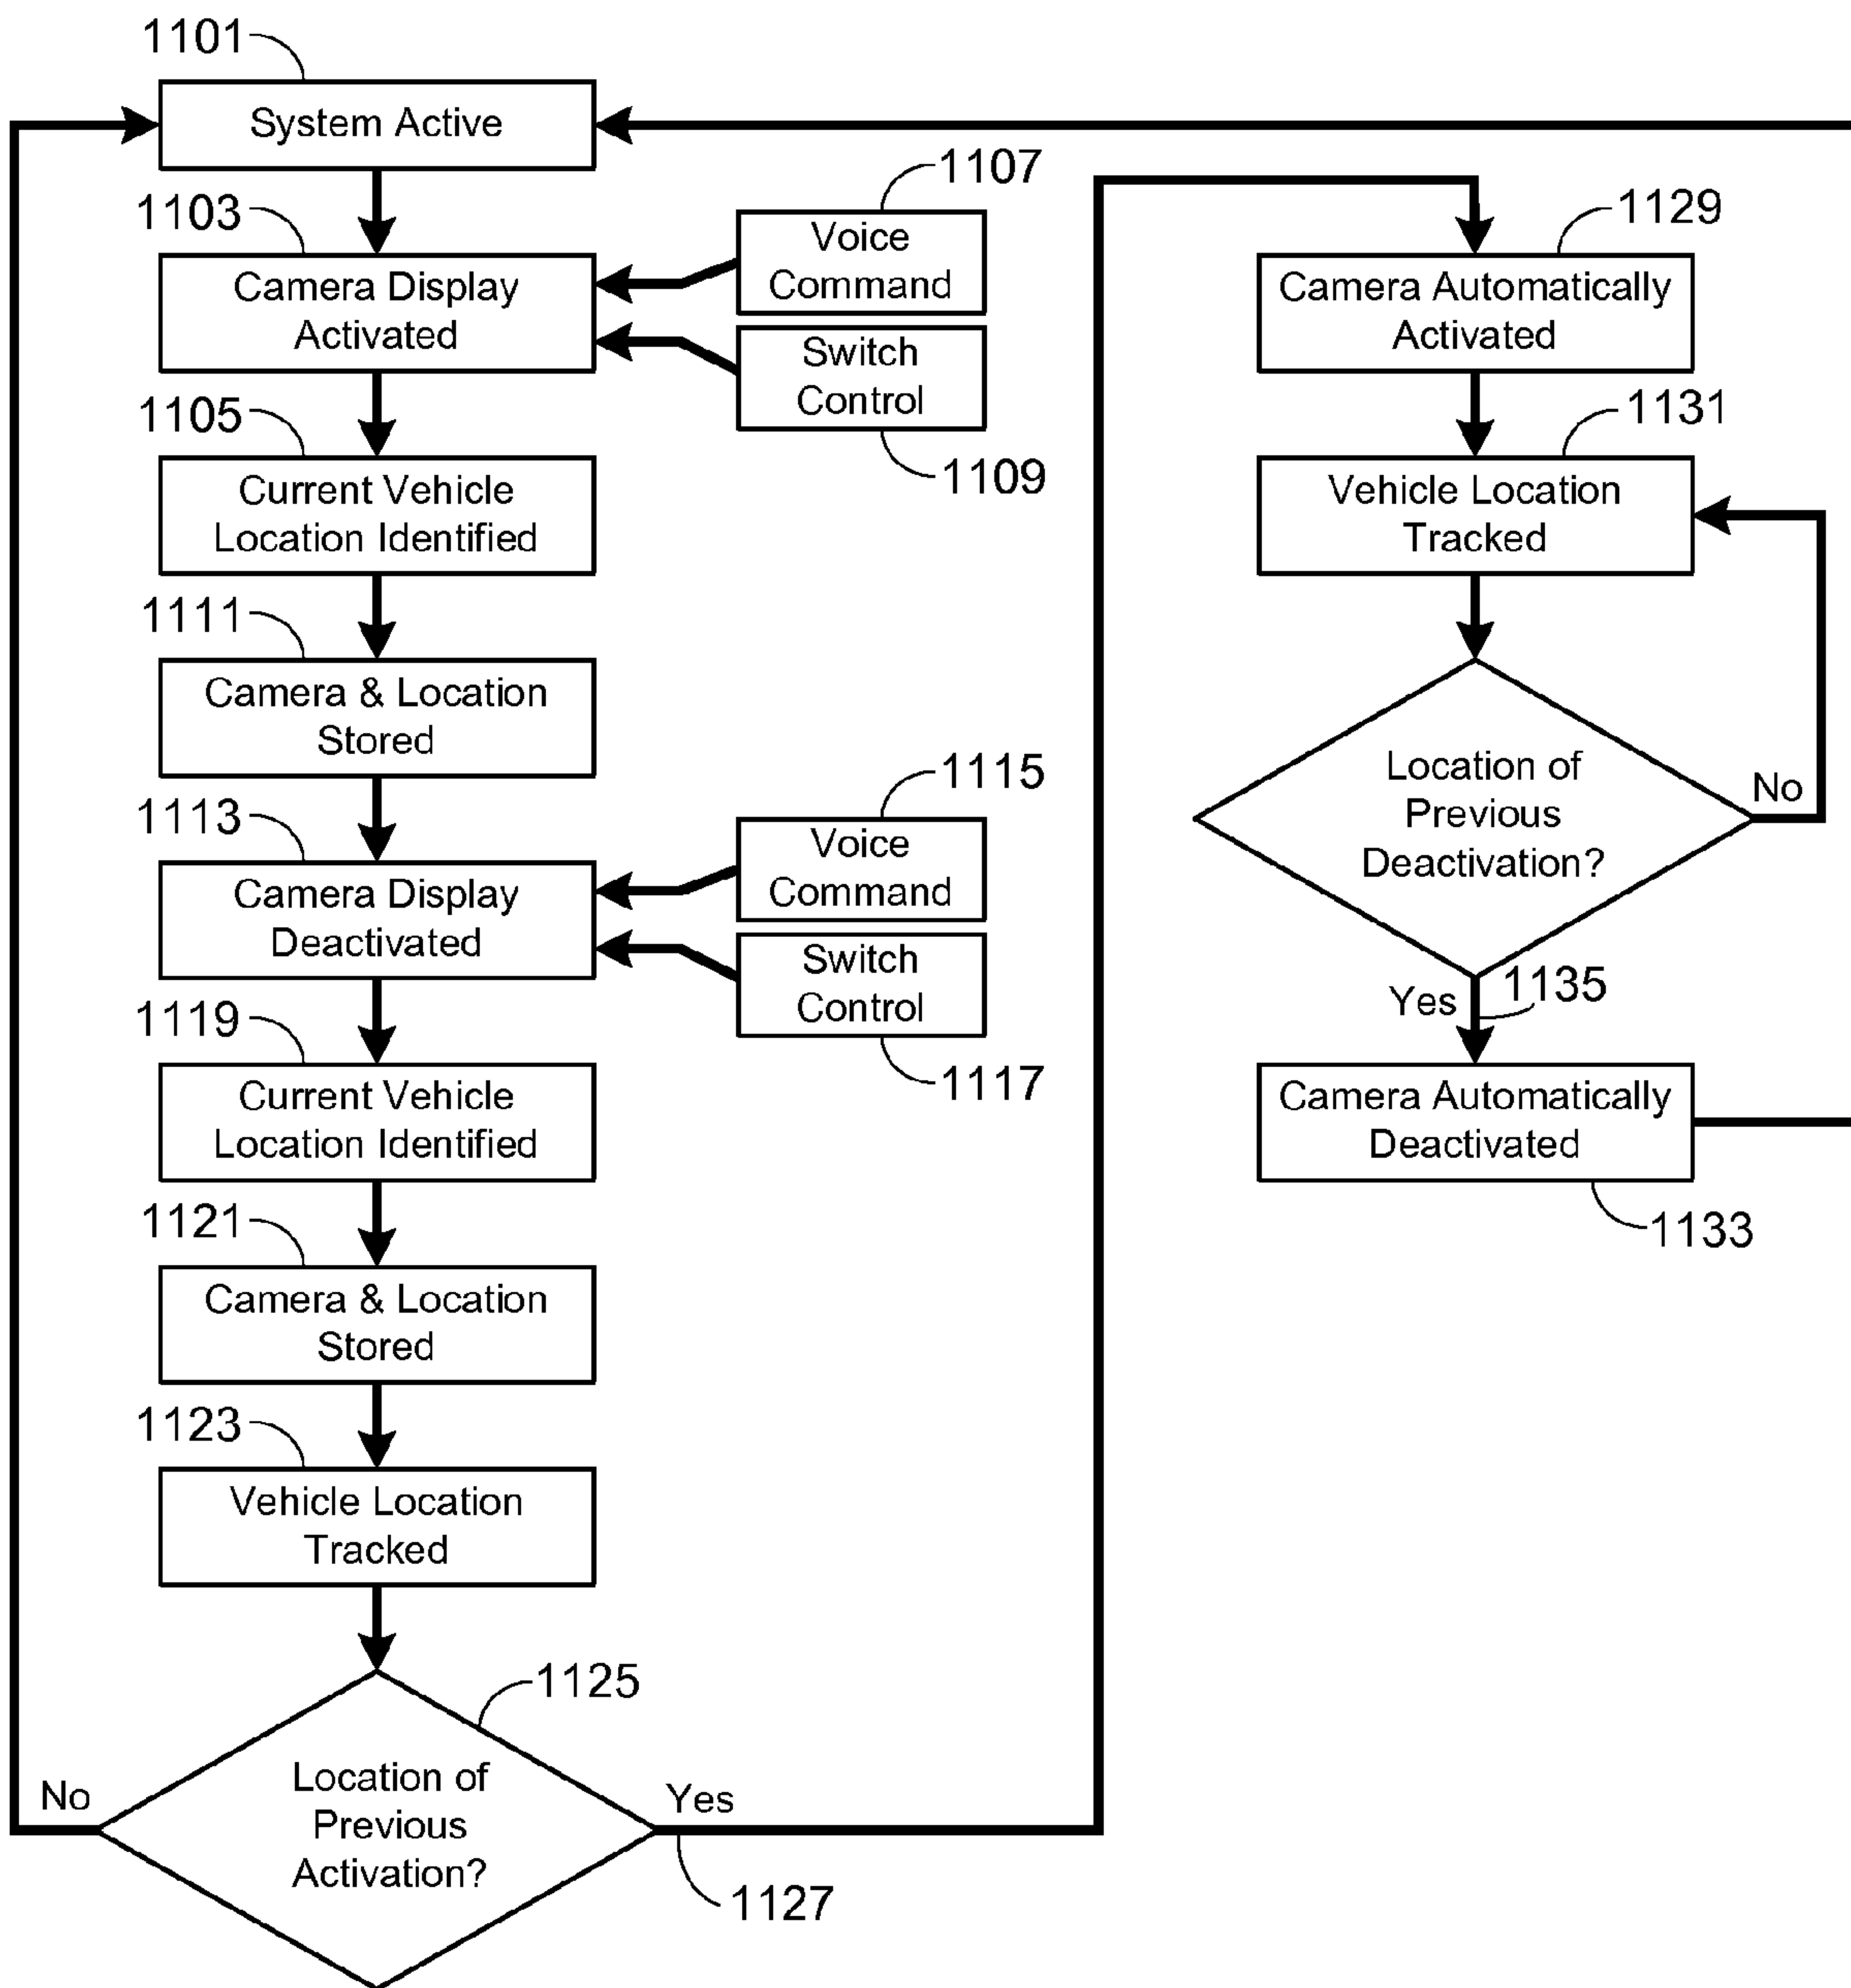 1101
System Active
1103
Camera Display
Activated
1107
Voice
Command
Switch
Control
1109
1105
Current Vehicle
Location Identified
1111
Camera & Location
Stored
1113
Camera Display
Deactivated
1115
Voice
Command
Switch
Control
1117
1119
Current Vehicle
Location Identified
1121
Camera & Location
Stored
1123
Vehicle Location
Tracked
1125
Location of
Previous
Activation?
No
Yes
1127
1129
Camera Automatically
Activated
1131
Vehicle Location
Tracked
Location of
Previous
Deactivation?
No
Yes
1135
Camera Automatically
Deactivated
1133